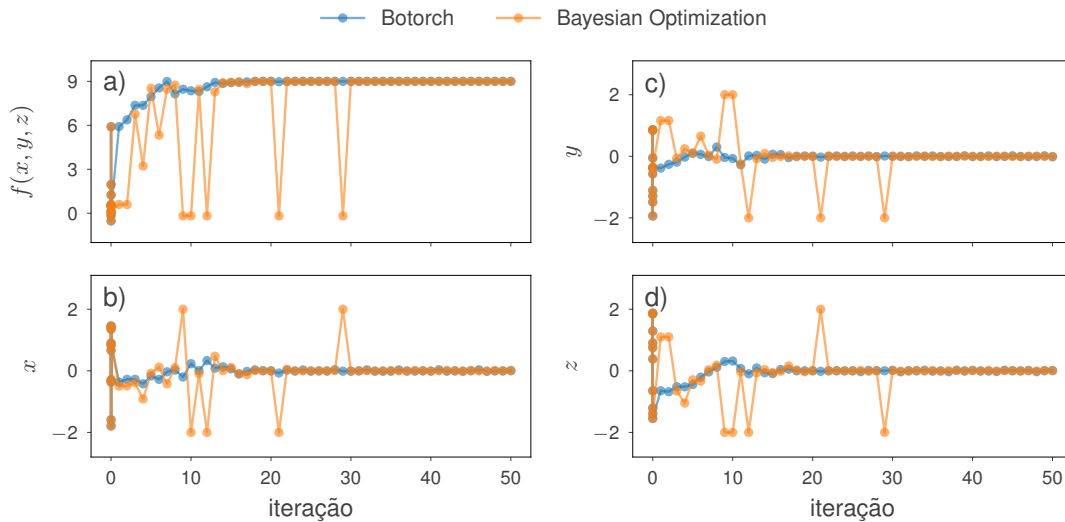 Botorch Bayesian Optimization
a)
9
6
3
0
f(x, y, z)
c)
2
0
−2
y
b)
2
0
−2
x
0 10 20 30 40 50
iteração
d)
2
0
−2
z
0 10 20 30 40 50
iteração